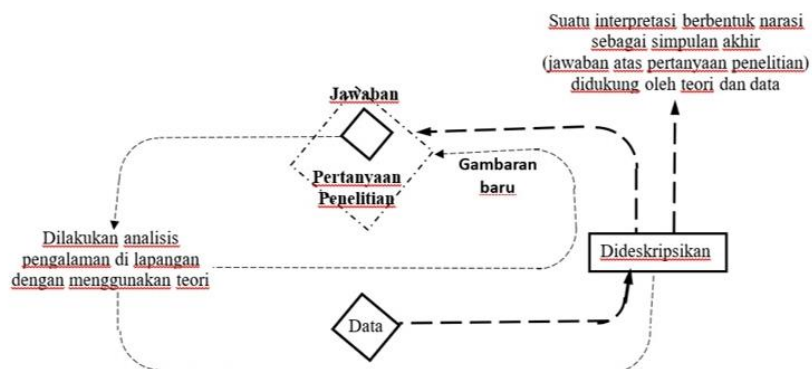 Suatu interpretasi berbentuk narasi
sebagai simpulan akhir
(jawaban atas pertanyaan penelitian)
didukung oleh teori dan data
Jawaban
Pertanyaan
Penelitian
Gambaran
baru
Dilakukan analisis
pengalaman di lapangan
dengan menggunakan teori
Dideskripsikan
Data